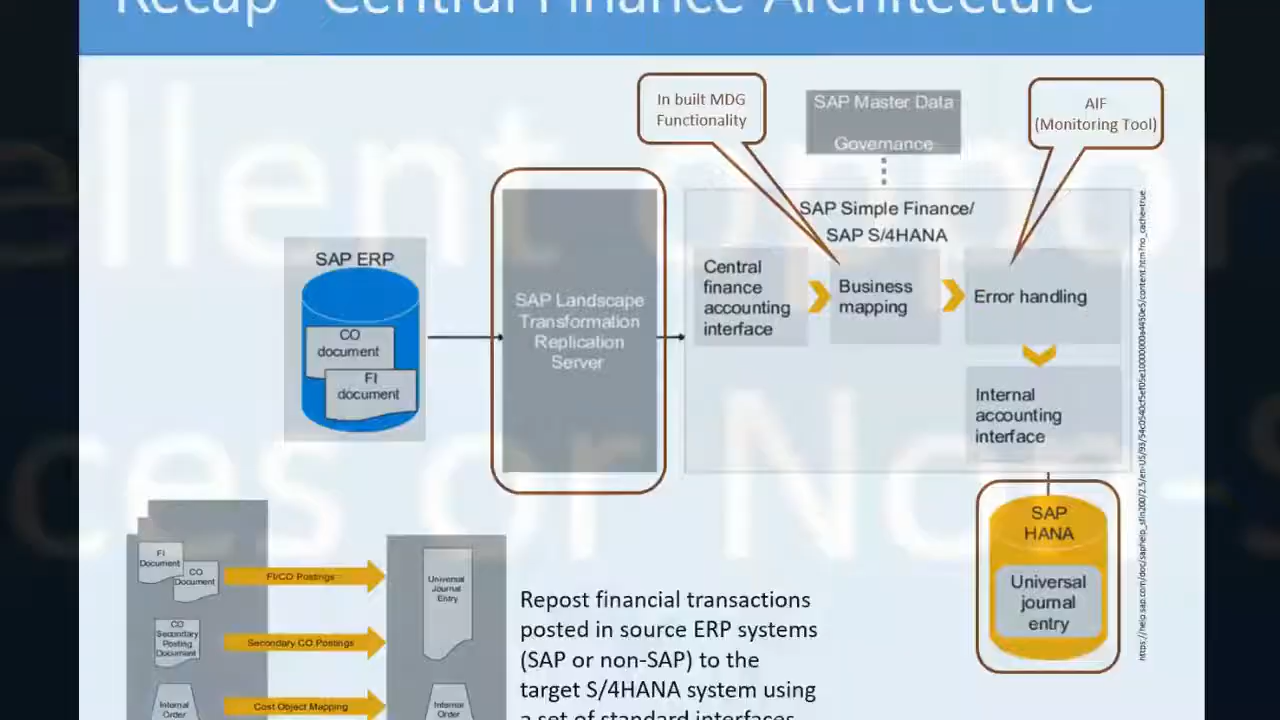 Recap- Central Finance Architecture
In built MDG
Functionality
SAP Master Data
Governance
AIF
(Monitoring Tool)
SAP Simple Finance/
SAP S/4HANA
SAP ERP
CO
document
FI
document
SAP Landscape
Transformation
Replication
Server
Central
finance
accounting
interface
Business
mapping
Error handling
Internal
accounting
interface
SAP
HANA
Universal
journal
entry
FI
Document
CO
Document
FI/CO Postings
Universal
Journal
Entry
CO
Secondary
Posting
Document
Secondary CO Postings
Internal
Order
Cost Object Mapping
Internal
Order
Repost financial transactions
posted in source ERP systems
(SAP or non-SAP) to the
target S/4HANA system using
a set of standard interfaces